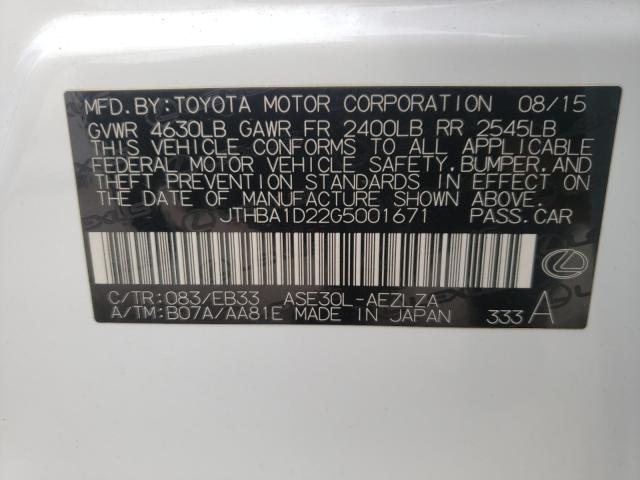 MFD.BY:TOYOTA MOTOR CORPORATION 08/15
GVWR 4630LB GAWR FR 2400LB RR 2545LB
THIS VEHICLE CONFORMS TO ALL APPLICABLE
FEDERAL MOTOR VEHICLE SAFETY,BUMPER,AND
THEFT PREVENTION STANDARDS IN EFFECT ON
THE DATE OF MANUFACTURE SHOWN ABOVE.
JTHBA1D22G5001671 PASS.CAR
C/TR:083/EB33 ASE30L-AEZLZA
A/TM:B07A/AA81E MADE IN JAPAN 333 A